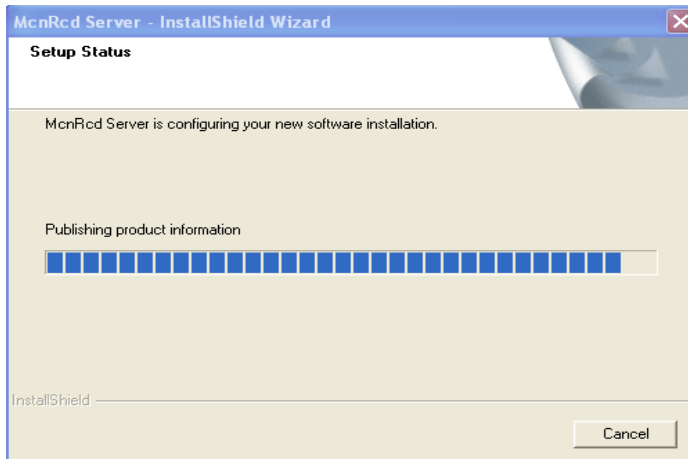 McnRcd Server - InstallShield Wizard
Setup Status
McnRcd Server is configuring your new software installation.
Publishing product information
InstallShield
Cancel